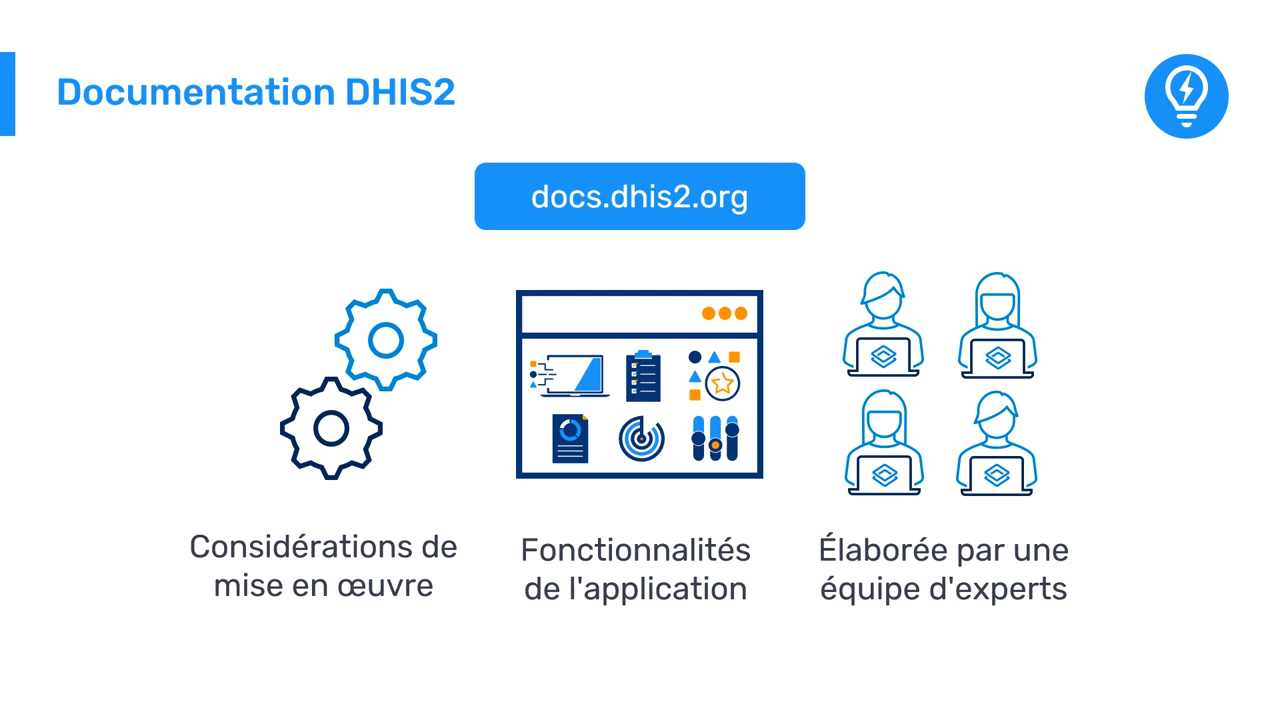 Documentation DHIS2
docs.dhis2.org
Considérations de
mise en œuvre
Fonctionnalités
de l'application
Élaborée par une
équipe d'experts